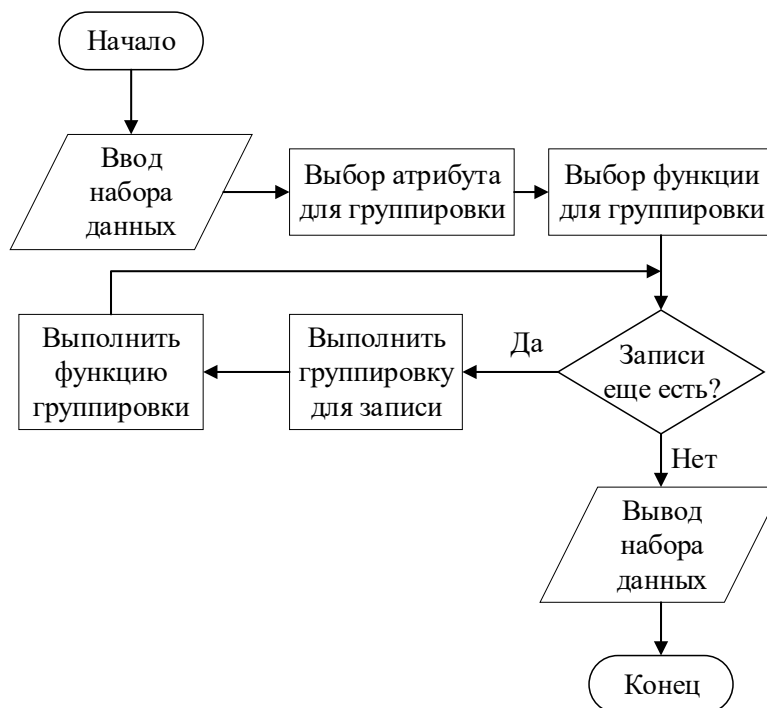 Начало
Ввод
набора
данных
Выбор атрибута
для группировки
Выбор функции
для группировки
Выполнить
функцию
группировки
Выполнить
группировку
для записи
Да
Записи
еще есть?
Нет
Вывод
набора
данных
Конец